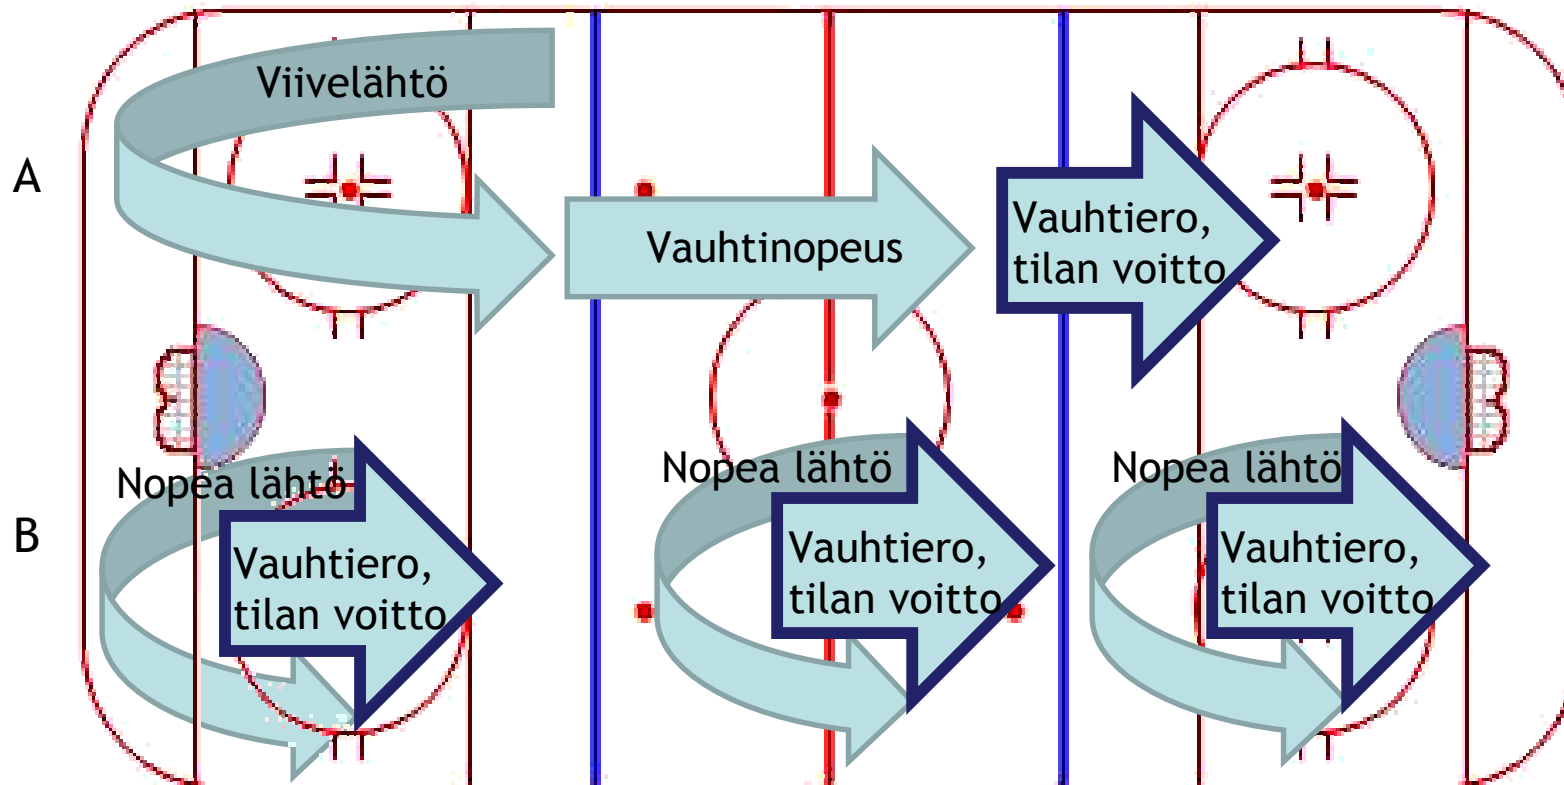 Viivelähtö
A
Vauhtinopeus
Vauhtiero,
tilan voitto
B
Nopea lähtö
Vauhtiero,
tilan voitto
Nopea lähtö
Vauhtiero,
tilan voitto
Nopea lähtö
Vauhtiero,
tilan voitto